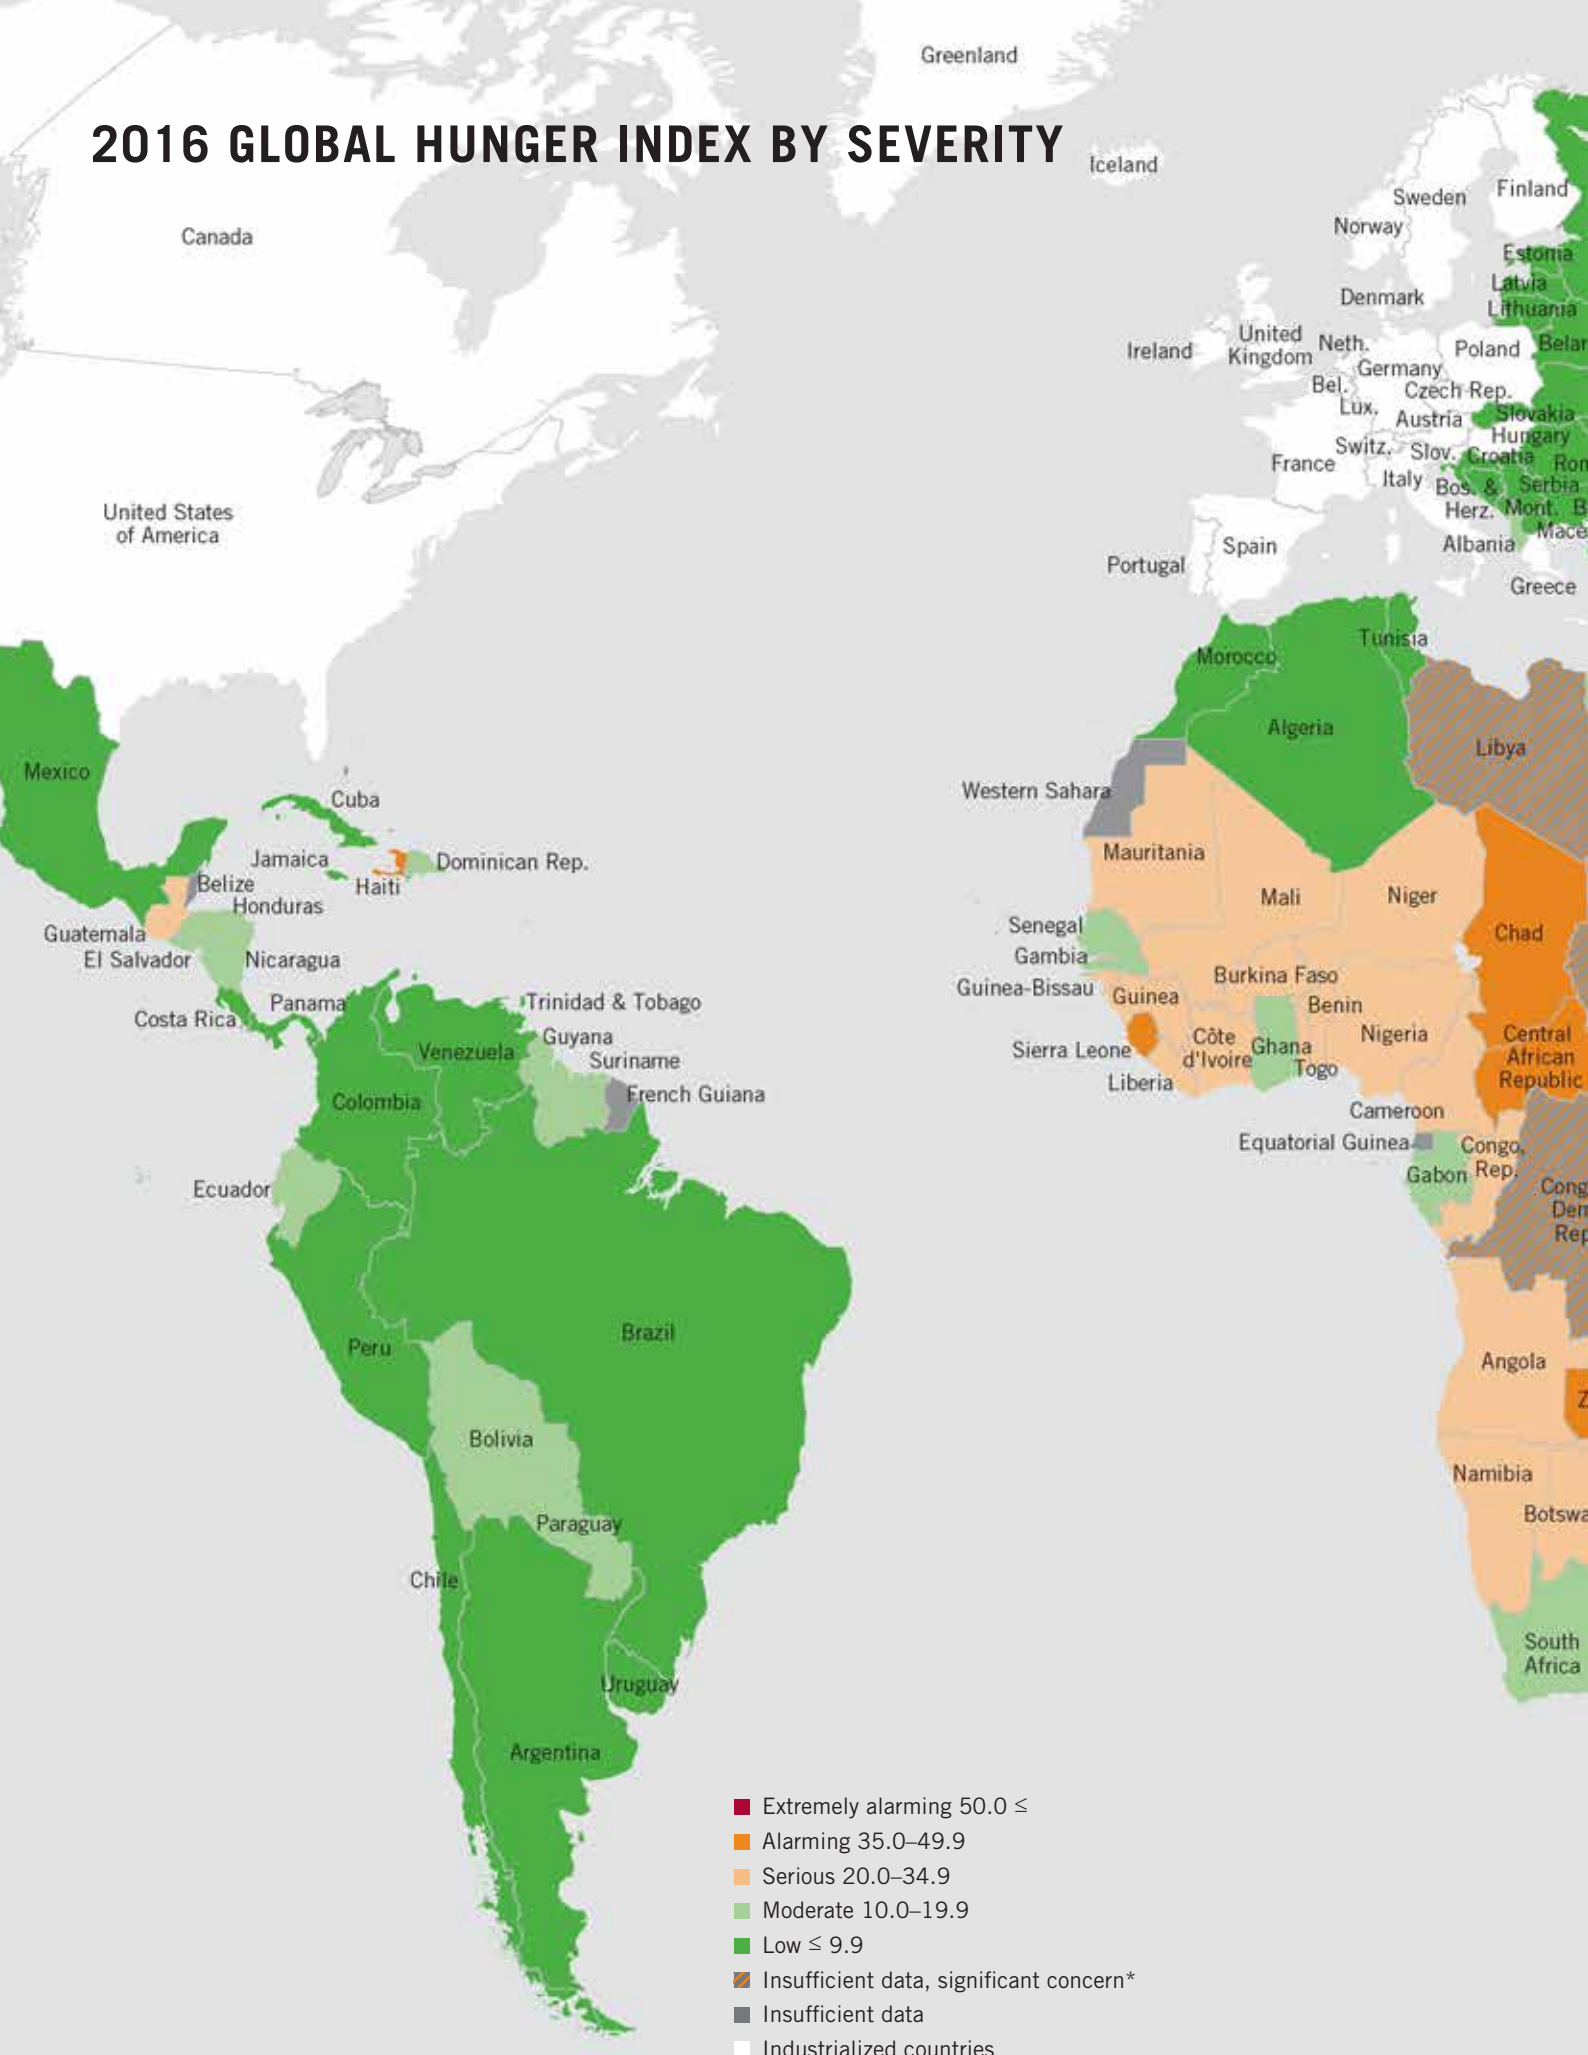 Greenland
2016 GLOBAL HUNGER INDEX BY SEVERITY
Iceland
Canada
Sweden
Finland
Norway
Estonia
Latvia
Lithuania
Denmark
United
Kingdom
Ireland
Neth.
Germany
Poland
Belar
Bel.
Czech Rep.
Lux.
Austria
Slovakia
Hungary
Switz.
Slov.
Croatia
Ron
France
Italy
Bos. &
Herz.
Serbia
Mont.
B
Mace
Albania
Spain
Portugal
Greece
United States
of America
Tunisia
Morocco
Algeria
Libya
Mexico
Cuba
Western Sahara
Jamaica
Haiti
Dominican Rep.
Mauritania
Belize
Honduras
Mali
Niger
Guatemala
El Salvador
Nicaragua
Senegal
Gambia
Guinea-Bissau
Chad
Burkina Faso
Costa Rica
Panama
Trinidad & Tobago
Guinea
Benin
Guyana
Suriname
French Guiana
Venezuela
Colombia
Sierra Leone
Liberia
Côte
d'Ivoire
Ghana
Togo
Nigeria
Central
African
Republic
Cameroon
Equatorial Guinea
Congo,
Rep.
Gabon
Cong
Dem
Rep
Ecuador
Brazil
Peru
Angola
Z
Bolivia
Namibia
Botswa
Paraguay
Chile
South
Africa
Uruguay
Argentina
Extremely alarming 50.0 ≤
Alarming 35.0–49.9
Serious 20.0–34.9
Moderate 10.0–19.9
Low ≤ 9.9
Insufficient data, significant concern*
Insufficient data
Industrialized countries